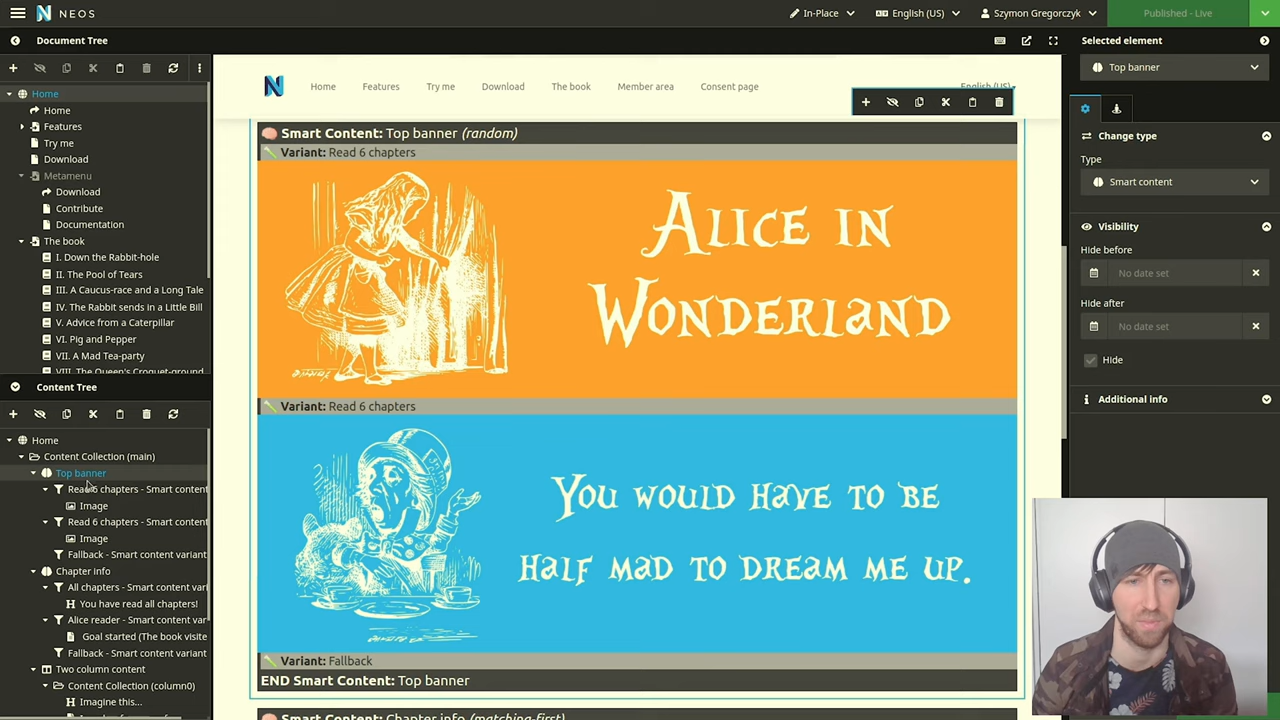 NEOS
In-Place
English (US)
Szymon Gregorczyk
Published - Live
Document Tree
Home
Home
Features
Try me
Download
Metamenu
Download
Contribute
Documentation
The book
I. Down the Rabbit-hole
II. The Pool of Tears
III. A Caucus-race and a Long Tale
IV. The Rabbit sends in a Little Bill
V. Advice from a Caterpillar
VI. Pig and Pepper
VII. A Mad Tea-party
VIII. The Queen's Croquet-ground
Content Tree
Home
Content Collection (main)
Top banner
Read 6 chapters - Smart content
Image
Read 6 chapters - Smart content
Image
Fallback - Smart content variant
Chapter info
All chapters - Smart content vari
You have read all chapters!
Alice reader - Smart content var
Goal started (The book visite
Fallback - Smart content variant
Two column content
Content Collection (column0)
Imagine this...
Home
Features
Try me
Download
The book
Member area
Consent page
English (US)
Smart Content: Top banner (random)
Variant: Read 6 chapters
Alice in
Wonderland
Variant: Read 6 chapters
You would have to be
half mad to dream me up.
Variant: Fallback
END Smart Content: Top banner
Smart Content: Chapter info (matching-first)
Selected element
Top banner
Change type
Type
Smart content
Visibility
Hide before
No date set
Hide after
No date set
Hide
Additional info